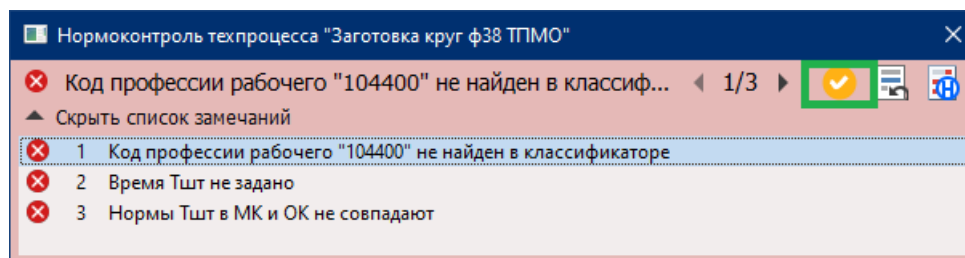 Нормоконтроль техпроцесса "Заготовка круг ф38 ТПМО"
Код профессии рабочего "104400" не найден в классиф... 1/3
Скрыть список замечаний
1 Код профессии рабочего "104400" не найден в классификаторе
2 Время Тшт не задано
3 Нормы Тшт в МК и ОК не совпадают